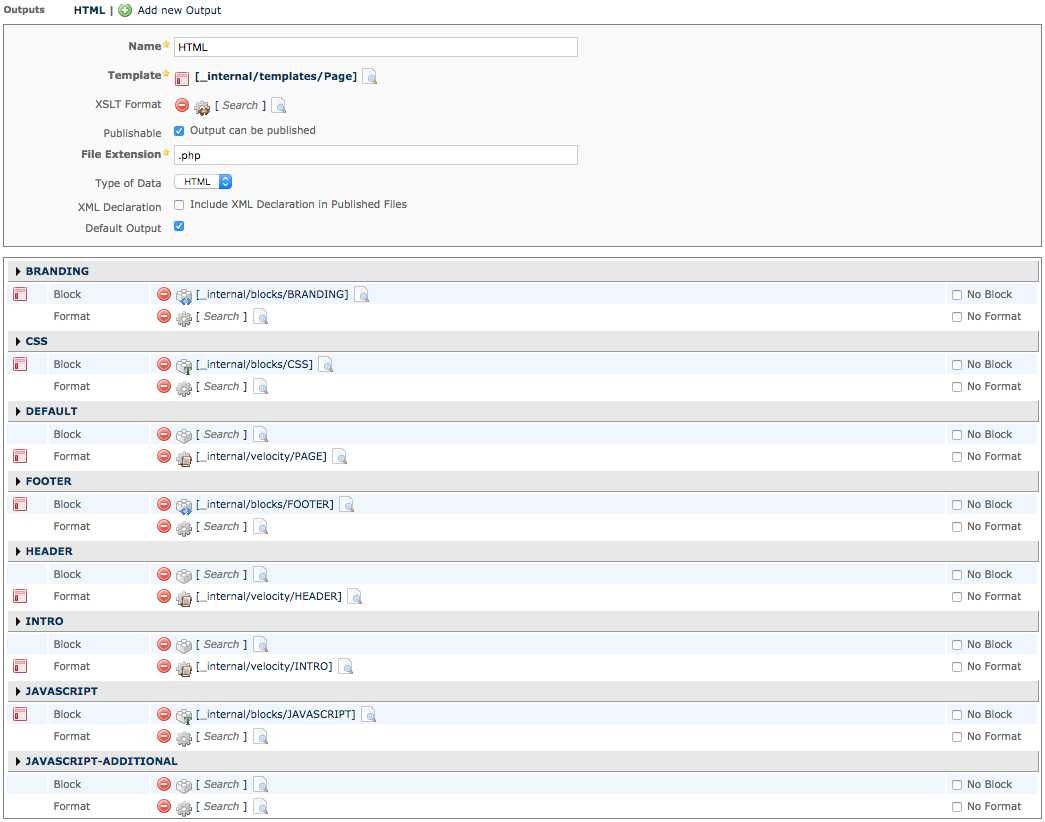 Outputs HTML | Add new Output
Name HTML
Template [_internal/templates/Page]
XSLT Format [ Search ]
Publishable Output can be published
File Extension .php
Type of Data HTML
XML Declaration Include XML Declaration in Published Files
Default Output
BRANDING
Block [_internal/blocks/BRANDING] No Block
Format [ Search ] No Format
CSS
Block [_internal/blocks/CSS] No Block
Format [ Search ] No Format
DEFAULT
Block [ Search ] No Block
Format [_internal/velocity/PAGE] No Format
FOOTER
Block [_internal/blocks/FOOTER] No Block
Format [ Search ] No Format
HEADER
Block [ Search ] No Block
Format [_internal/velocity/HEADER] No Format
INTRO
Block [ Search ] No Block
Format [_internal/velocity/INTRO] No Format
JAVASCRIPT
Block [_internal/blocks/JAVASCRIPT] No Block
Format [ Search ] No Format
JAVASCRIPT-ADDITIONAL
Block [ Search ] No Block
Format [ Search ] No Format